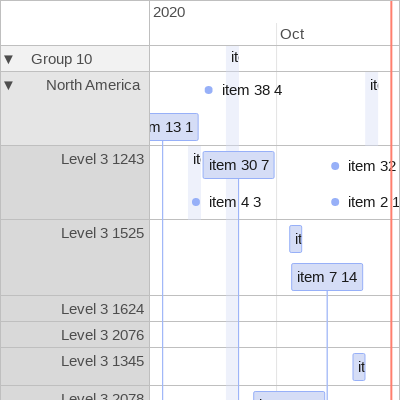 2020
Oct
▼ Group 10
it
▼ North America
item 38 4
it
m 13 1
Level 3 1243
it
item 30 7
item 32
item 4 3
item 2 1
Level 3 1525
it
item 7 14
Level 3 1624
Level 3 2076
Level 3 1345
it
Level 3 2078